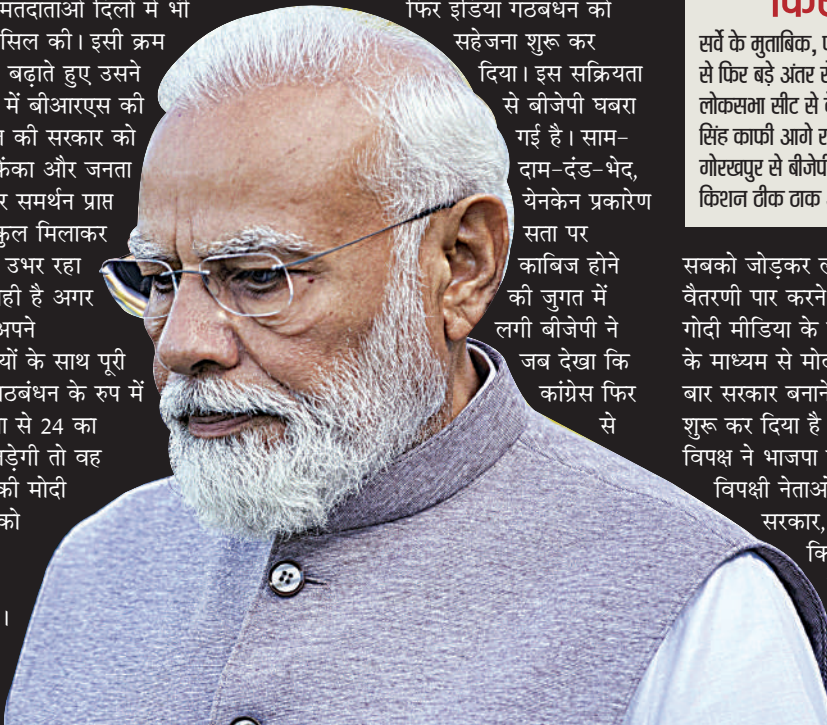 मतदाताओं दिलों में भी
सिल की। इसी क्रम
बढ़ाते हुए उसने
में बीआरएस की
की सरकार को
फेंका और जनता
समर्थन प्राप्त
कुल मिलाकर
उभर रहा
ही है अगर
अपने
यों के साथ पूरी
गठबंधन के रुप में
से 24 का
लड़ेगी तो वह
की मोदी
को
।
फिर इंडिया गठबंधन को
सहेजना शुरू कर
दिया। इस सक्रियता
से बीजेपी घबरा
गई है। साम-
दाम-दंड-भेद,
येनकेन प्रकारेण
सता पर
काबिज होने
की जुगत में
लगी बीजेपी ने
जब देखा कि
कांग्रेस फिर
से
सर्वे के मुताबिक,
से फिर बड़े अंतर
लोकसभा सीट से
सिंह काफी आगे
गोरखपुर से बीजेपी
किशन ठीक ठाक
सबको जोड़कर
वैतरणी पार करने
गोदी मीडिया के
के माध्यम से
बार सरकार बनाने
शुरू कर दिया है
विपक्ष ने भाजपा
विपक्षी नेताओं
सरकार,